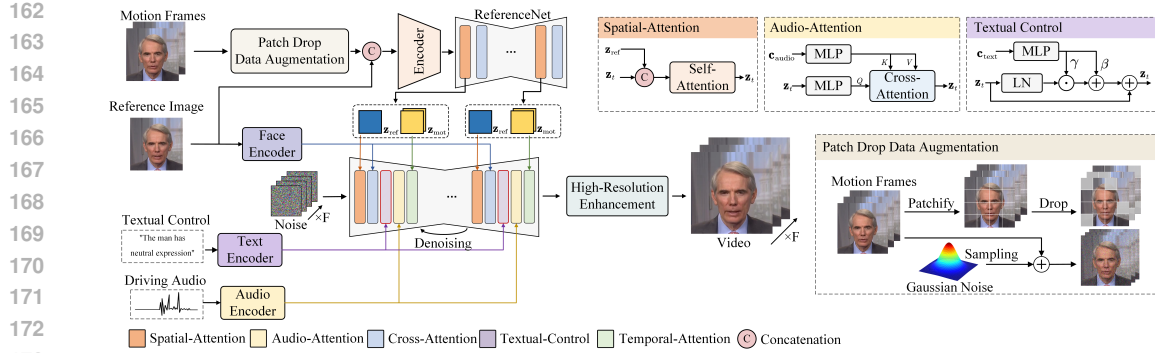 162
163
164
165
166
167
168
169
170
171
172
Motion Frames
Patch Drop
Data Augmentation
C
Encoder
ReferenceNet
...
Reference Image
Face
Encoder
z_ref
z_mot
z_ref
z_mot
Noise
×F
...
Denoising
High-Resolution
Enhancement
Video
×F
Textual Control
"The man has
neutral expression"
Text
Encoder
Driving Audio
Audio
Encoder
Spatial-Attention
z_ref
z_t
C
Self-
Attention
z_t
Audio-Attention
c_audio
MLP
K
V
z_t
MLP
Q
Cross-
Attention
z_t
Textual Control
c_text
MLP
γ
β
z_t
LN
z_t
Patch Drop Data Augmentation
Motion Frames
Patchify
Drop
Sampling
Gaussian Noise
Spatial-Attention
Audio-Attention
Cross-Attention
Textual-Control
Temporal-Attention
C
Concatenation